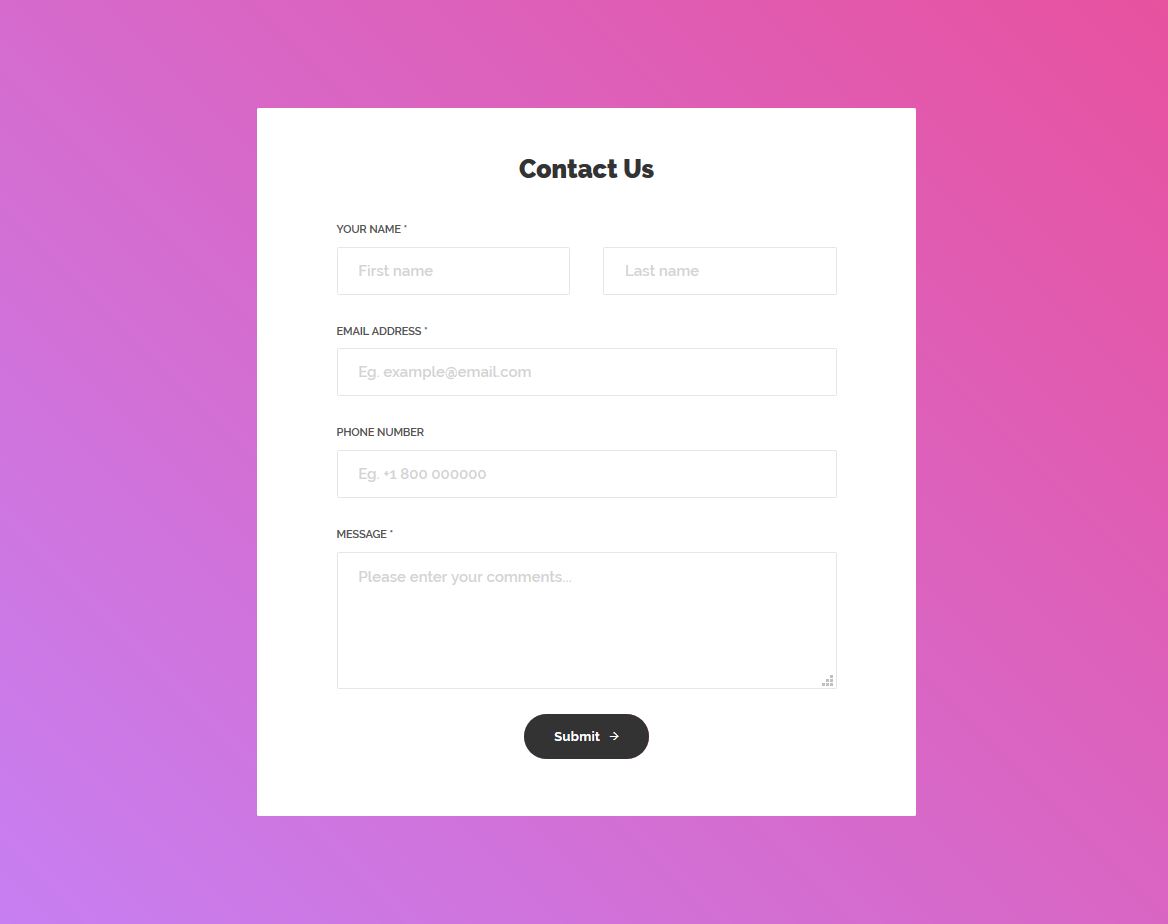 Contact Us
YOUR NAME *
First name
Last name
EMAIL ADDRESS *
Eg. example@email.com
PHONE NUMBER
Eg. +1 800 000000
MESSAGE *
Please enter your comments...
Submit →